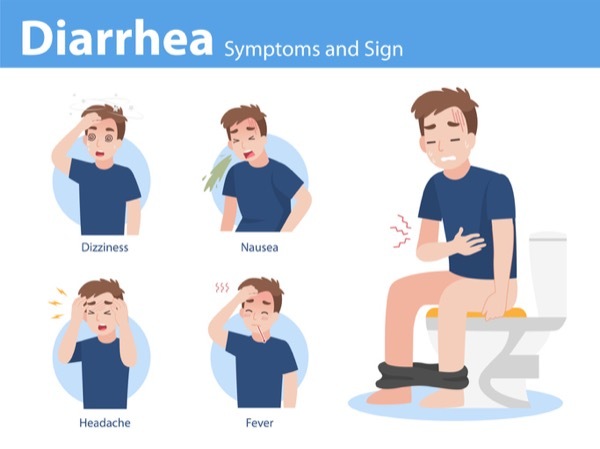 Diarrhea Symptoms and Sign
Dizziness
Nausea
Headache
Fever